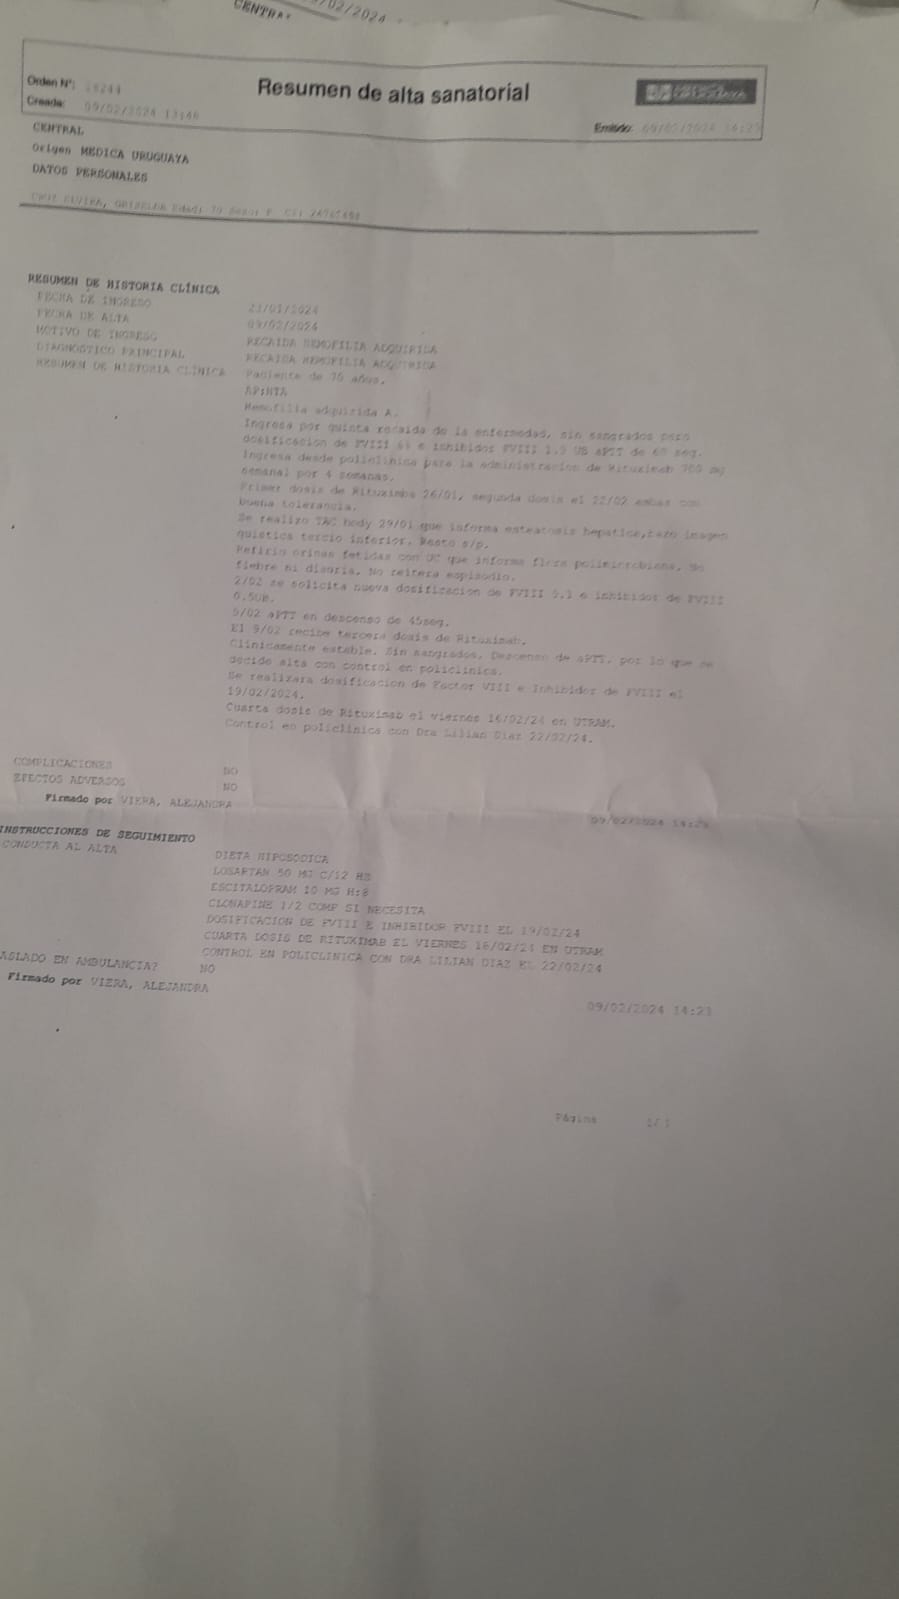 CENTRAL
/02/2024
Resumen de alta sanatorial
Orden Nº: 16244
Creada: 09/02/2024 13:46
Emitido: 09/02/2024 14:23
CENTRAL
Origen MEDICA URUGUAYA
DATOS PERSONALES
CRUZ ELVIRA, GRISELDA Edad: 70 Sexo: F CI:
RESUMEN DE HISTORIA CLÍNICA
FECHA DE INGRESO 23/01/2024
FECHA DE ALTA 09/02/2024
MOTIVO DE INGRESO RECAIDA HEMOFILIA ADQUIRIDA
DIAGNOSTICO PRINCIPAL RECAIDA HEMOFILIA ADQUIRIDA
RESUMEN DE HISTORIA CLÍNICA Paciente de 70 años.
AP:HTA
Hemofilia adquirida A.
Ingresa por quinta recaida de la enfermedad, sin sangrados pero
dosificacion de FVIII e inhibidos FVIII 1.9 UB aPTT de seg.
Ingresa desde policlinica para la administracion de Rituximab 700 mg
semanal por 4 semanas.
Primer dosis de Rituximba 26/01, segunda dosis el 22/02 ambas con
buena tolerancia.
Se realizo TAC body 29/01 que informa esteatosis hepatica, bazo imagen
quistica tercio inferior. Resto s/p.
Refirio orinas fetidas con UC que informa flora polimicrobiana. No
fiebre ni disuria. No reitera espisodio.
2/02 se solicita nueva dosificacion de FVIII 9.1 e inhibidor de FVIII
0.5UB.
5/02 aPTT en descenso de 45seg.
El 9/02 recibe tercera dosis de Rituximab.
Clinicamente estable. Sin sangrados. Descenso de aPTT. por lo que se
decide alta con control en policlinica.
Se realizara dosificacion de Factor VIII e Inhibidor de FVIII el
19/02/2024.
Cuarta dosis de Rituximab el viernes 16/02/24 en UTRAM.
Control en policlinica con Dra Lilian Diaz 22/02/24.
COMPLICACIONES NO
EFECTOS ADVERSOS NO
Firmado por VIERA, ALEJANDRA
09/02/2024 14:23
INSTRUCCIONES DE SEGUIMIENTO
CONDUCTA AL ALTA DIETA HIPOSODICA
LOSARTAN 50 MG C/12 HS
ESCITALOPRAM 10 MG H:8
CLONAPINE 1/2 COMP SI NECESITA
DOSIFICACION DE FVIII E INHIBIDOR FVIII EL 19/02/24
CUARTA DOSIS DE RITUXIMAB EL VIERNES 16/02/24 EN UTRAM
CONTROL EN POLICLINICA CON DRA LILIAN DIAZ EL 22/02/24
ASLADO EN AMBULANCIA? NO
Firmado por VIERA, ALEJANDRA
09/02/2024 14:23
Página 1/ 1